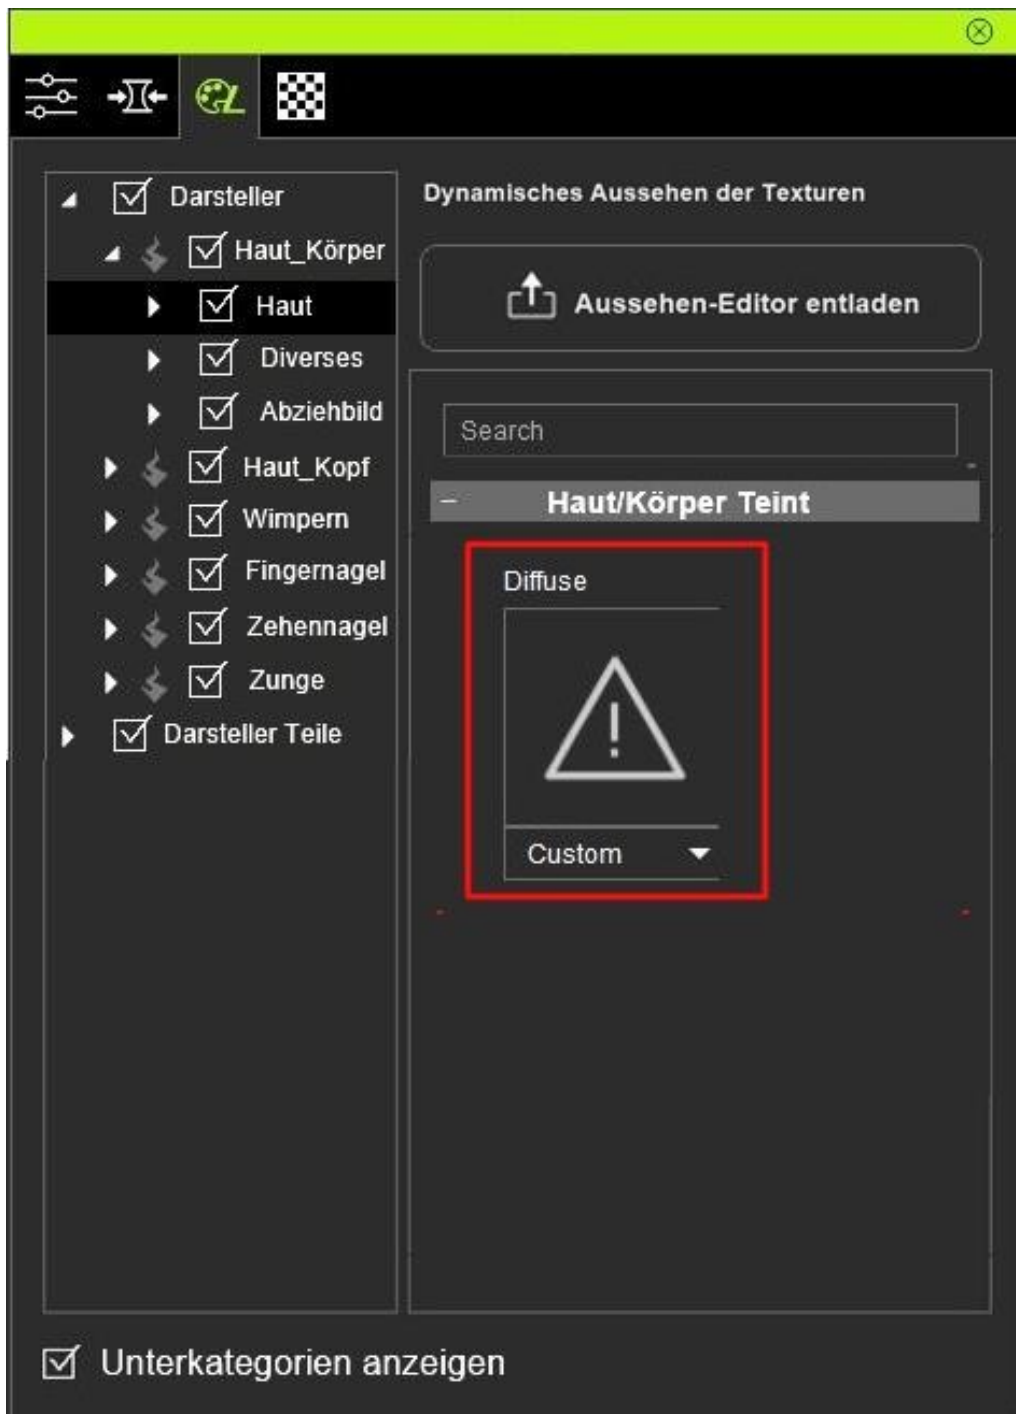 Darsteller
Haut_Körper
Haut
Diverses
Abziehbild
Haut_Kopf
Wimpern
Fingernagel
Zehennagel
Zunge
Darsteller Teile
Dynamisches Aussehen der Texturen
Aussehen-Editor entladen
Search
Haut/Körper Teint
Diffuse
Custom
Unterkategorien anzeigen